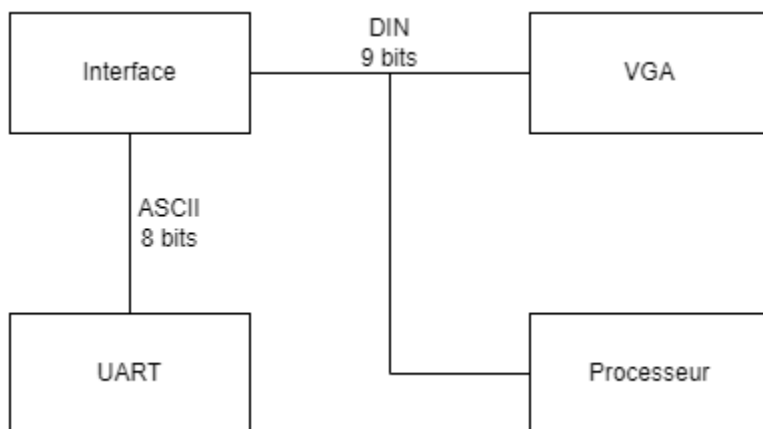 Interface
DIN
9 bits
VGA
ASCII
8 bits
UART
Processeur